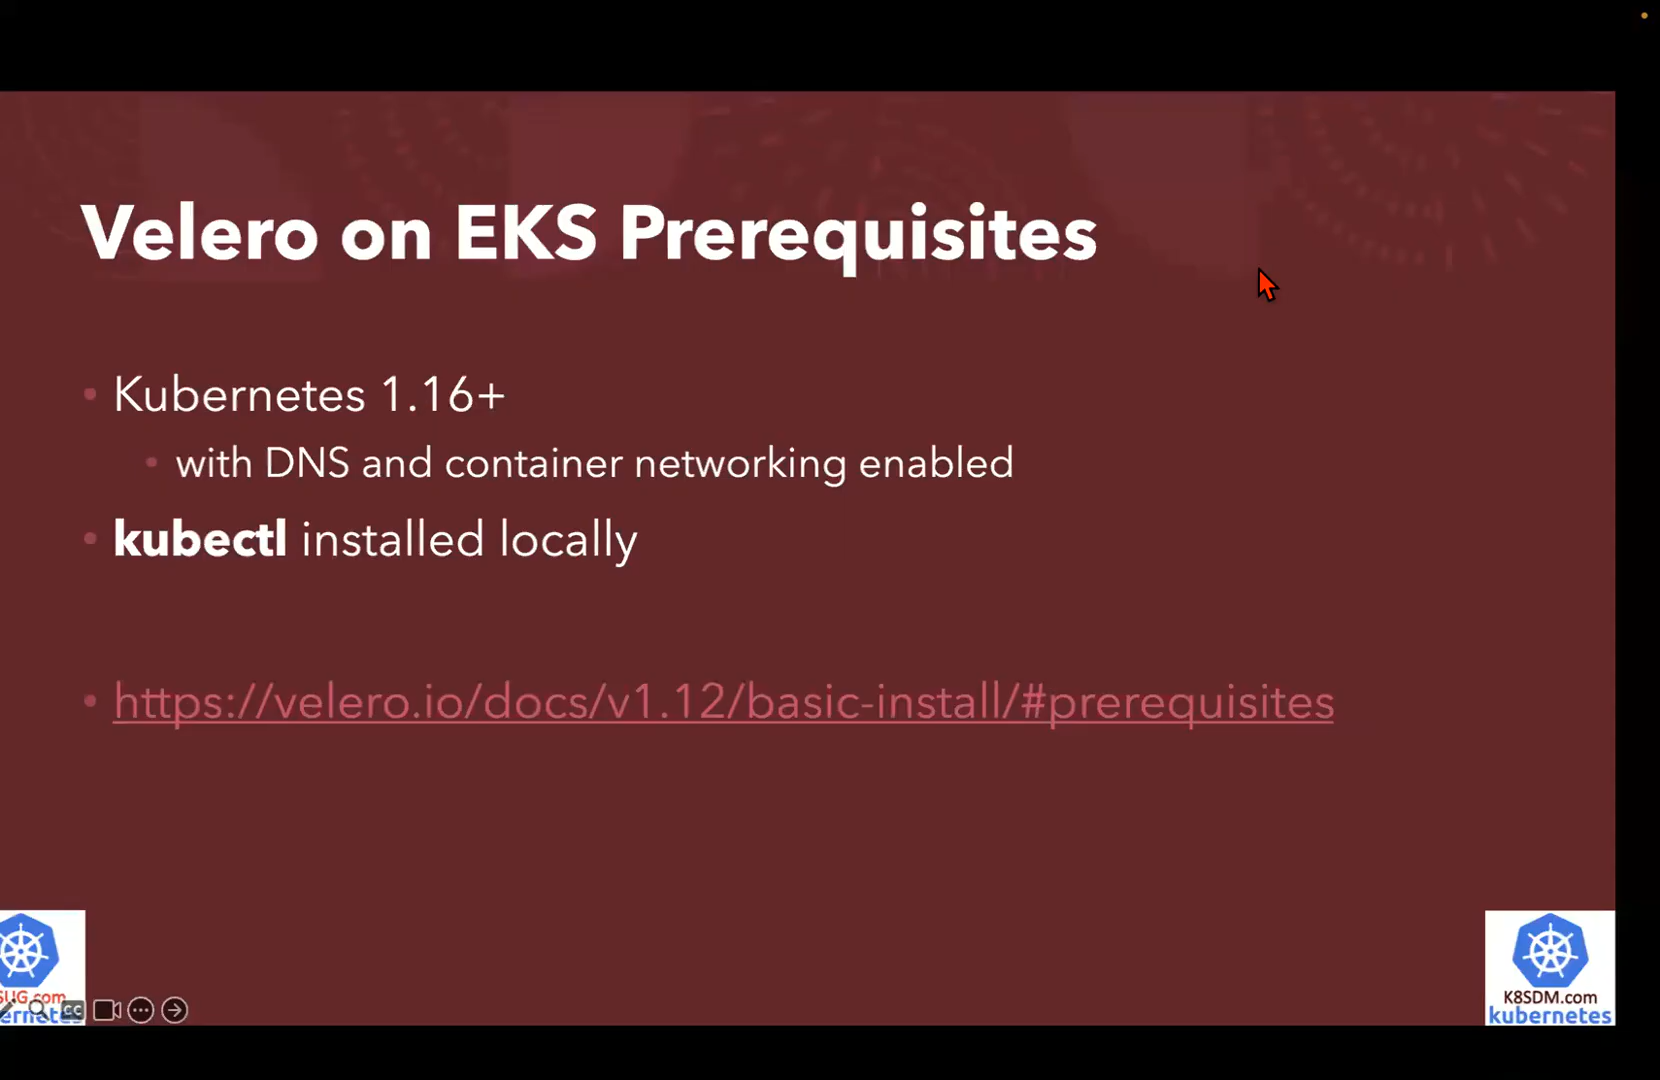 Velero on EKS Prerequisites
Kubernetes 1.16+
with DNS and container networking enabled
kubectl installed locally
https://velero.io/docs/v1.12/basic-install/#prerequisites
CC
K8SDM.com
kubernetes